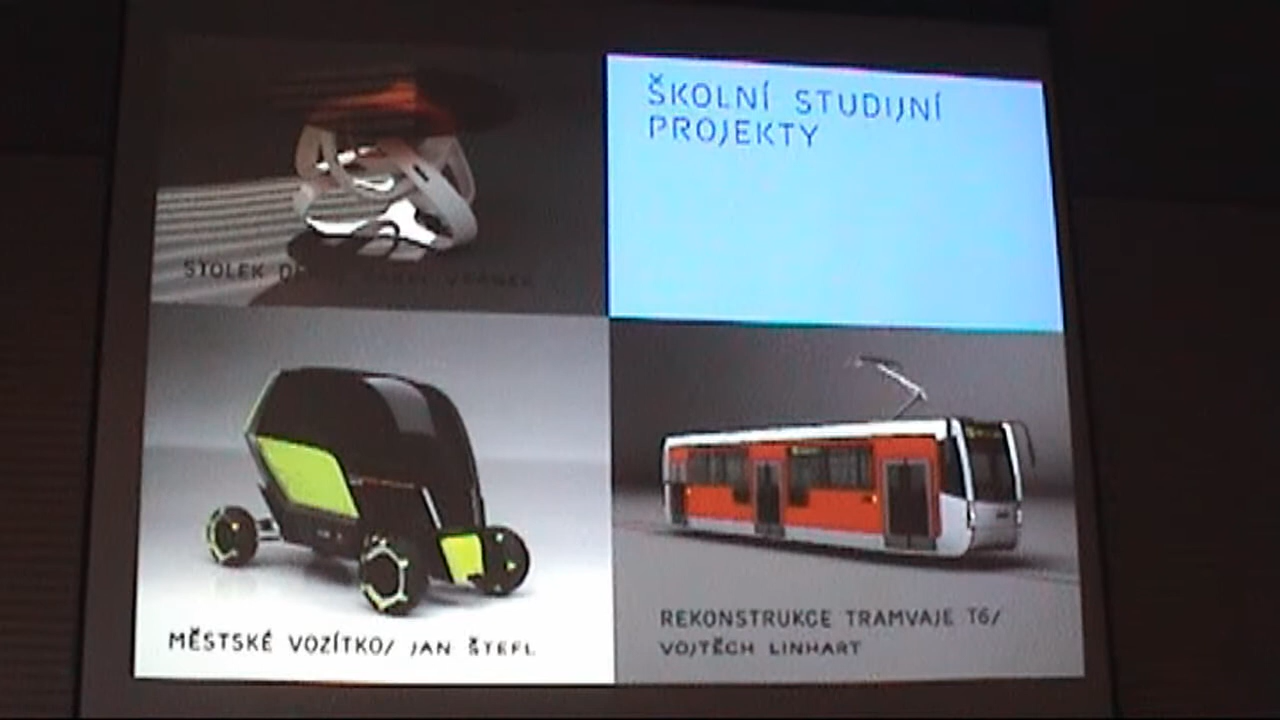 ŠKOLNÍ STUDIJNÍ
PROJEKTY
STOLEK
MĚSTSKÉ VOZÍTKO/ JAN ŠTEFL
REKONSTRUKCE TRAMVAJE T6/
VOJTĚCH LINHART